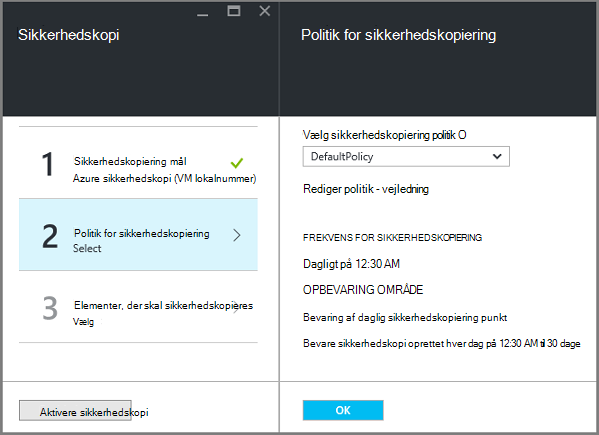 Sikkerhedskopi
1
Sikkerhedskopiering mål
Azure sikkerhedskopi (VM lokalnummer)
2
Politik for sikkerhedskopiering
Select
3
Elementer, der skal sikkerhedskopieres
Vælg
Aktivere sikkerhedskopi
Politik for sikkerhedskopiering
Vælg sikkerhedskopiering politik O
DefaultPolicy
Rediger politik - vejledning
FREKVENS FOR SIKKERHEDSKOPIERING
Dagligt på 12:30 AM
OPBEVARING OMRÅDE
Bevaring af daglig sikkerhedskopiering punkt
Bevare sikkerhedskopi oprettet hver dag på 12:30 AM til 30 dage
OK